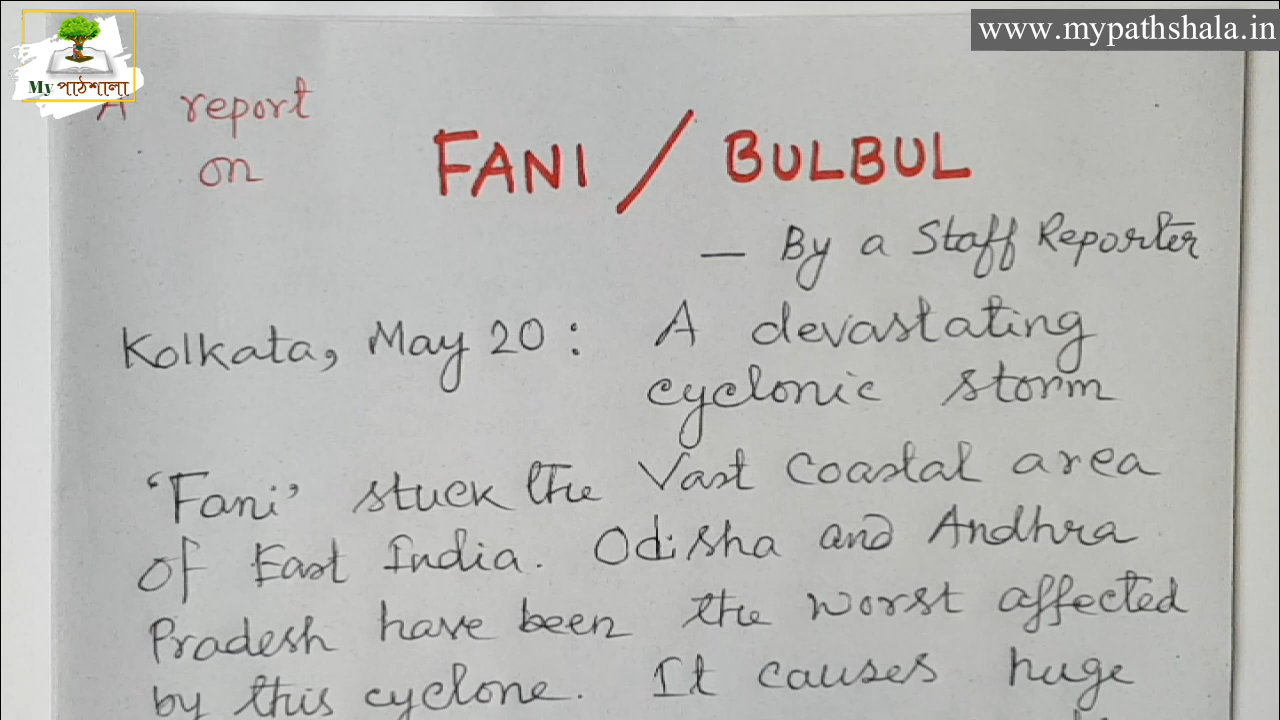 www.mypathshala.in
My পাঠশালা
A report
on
FANI / BULBUL
— By a Staff Reporter
Kolkata, May 20 : A devastating
cyclonic storm
'Fani' stuck the Vast coastal area
of East India. Odisha and Andhra
Pradesh have been the worst affected
by this cyclone. It causes huge